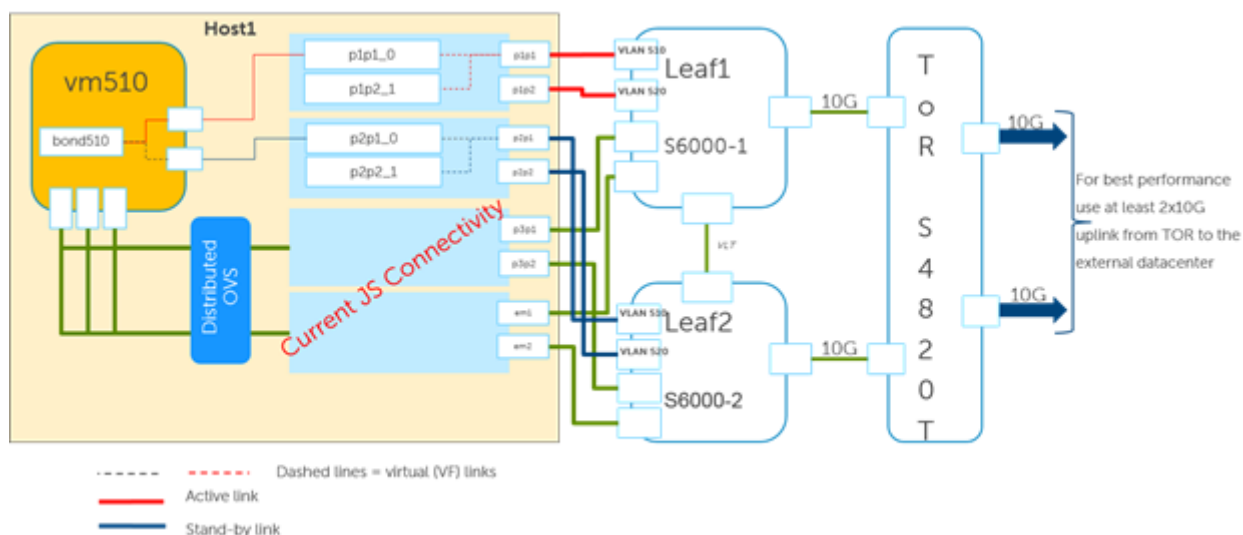 Host1
vm510
bond510
p1p1_0
p1p2_1
p1p1
p1p2
p2p1_0
p2p2_1
p2p1
p2p2
Distributed
OVS
Current JS Connectivity
p3p1
p3p2
em1
em2
VLAN 510
Leaf1
VLAN 520
S6000-1
VLT
VLAN 510
Leaf2
VLAN 520
S6000-2
10G
10G
T
o
R
S
4
8
2
0
T
10G
10G
For best performance
use at least 2x10G
uplink from TOR to the
external datacenter
Dashed lines = virtual (VF) links
Active link
Stand-by link